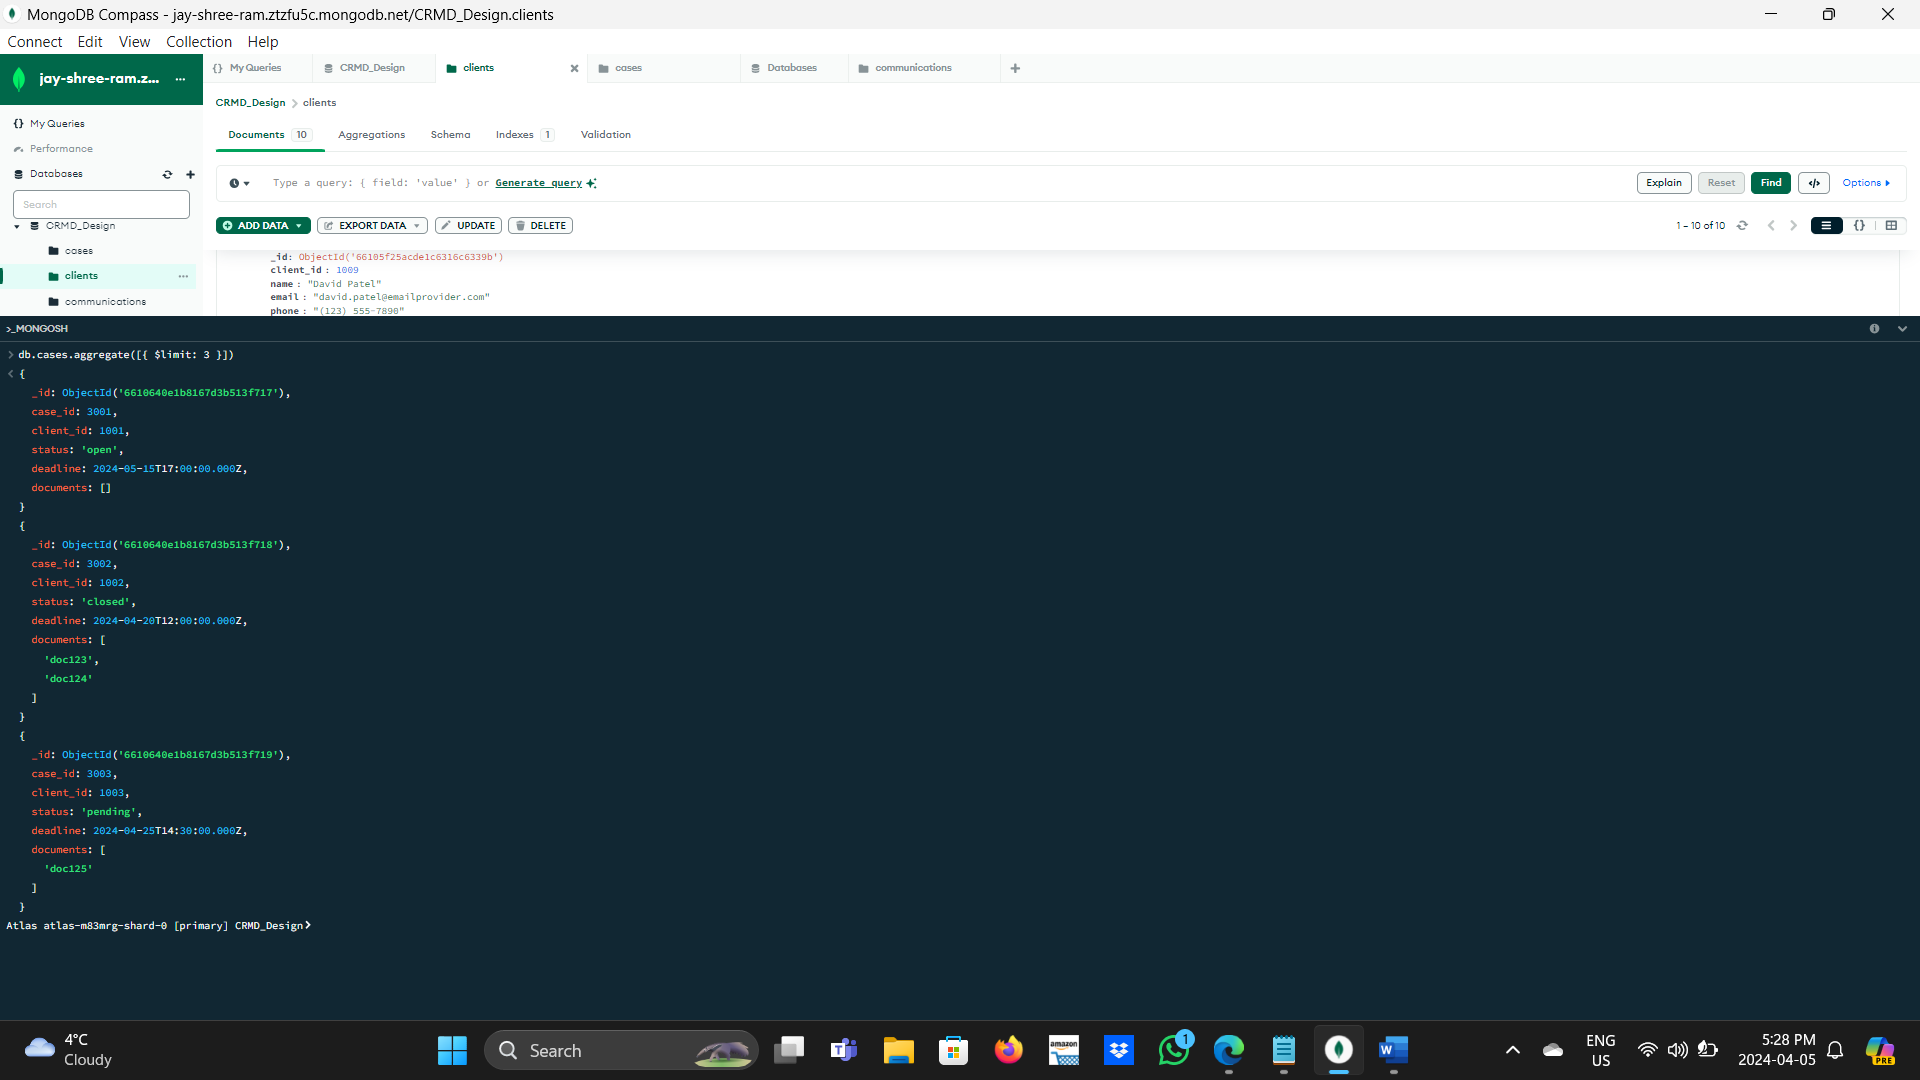 MongoDB Compass - jay-shree-ram.ztzfu5c.mongodb.net/CRMD_Design.clients
Connect Edit View Collection Help
jay-shree-ram.z... ...
{} My Queries
CRMD_Design
clients
cases
Databases
communications
My Queries
Performance
Databases
Search
CRMD_Design
cases
clients
communications
CRMD_Design > clients
Documents 10 Aggregations Schema Indexes 1 Validation
Type a query: { field: 'value' } or Generate query
Explain Reset Find </> Options
ADD DATA EXPORT DATA UPDATE DELETE
1 – 10 of 10
_id: ObjectId('66105f25acde1c6316c6339b')
client_id : 1009
name : "David Patel"
email : "david.patel@emailprovider.com"
phone : "(123) 555-7890"
>_MONGOSH
> db.cases.aggregate([{ $limit: 3 }])
< {
_id: ObjectId('6610640e1b8167d3b513f717'),
case_id: 3001,
client_id: 1001,
status: 'open',
deadline: 2024-05-15T17:00:00.000Z,
documents: []
}
{
_id: ObjectId('6610640e1b8167d3b513f718'),
case_id: 3002,
client_id: 1002,
status: 'closed',
deadline: 2024-04-20T12:00:00.000Z,
documents: [
'doc123',
'doc124'
]
}
{
_id: ObjectId('6610640e1b8167d3b513f719'),
case_id: 3003,
client_id: 1003,
status: 'pending',
deadline: 2024-04-25T14:30:00.000Z,
documents: [
'doc125'
]
}
Atlas atlas-m83mrg-shard-0 [primary] CRMD_Design>
4°C
Cloudy
Search
amazon
1
ENG
US
5:28 PM
2024-04-05
PRE